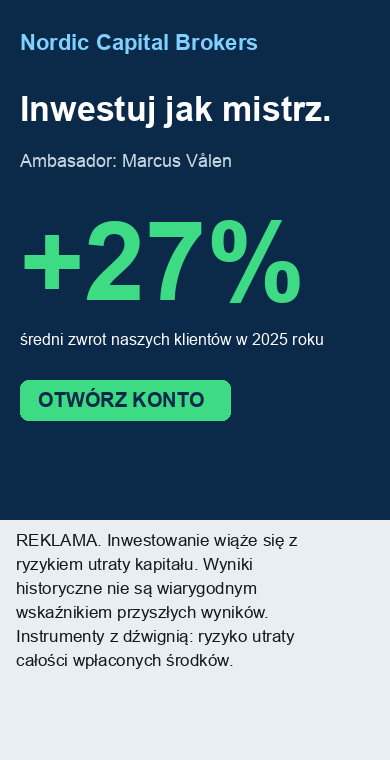 Nordic Capital Brokers
Inwestuj jak mistrz.
Ambasador: Marcus Vålen
+27%
średni zwrot naszych klientów w 2025 roku
OTWÓRZ KONTO
REKLAMA. Inwestowanie wiąże się z
ryzykiem utraty kapitału. Wyniki
historyczne nie są wiarygodnym
wskaźnikiem przyszłych wyników.
Instrumenty z dźwignią: ryzyko utraty
całości wpłaconych środków.